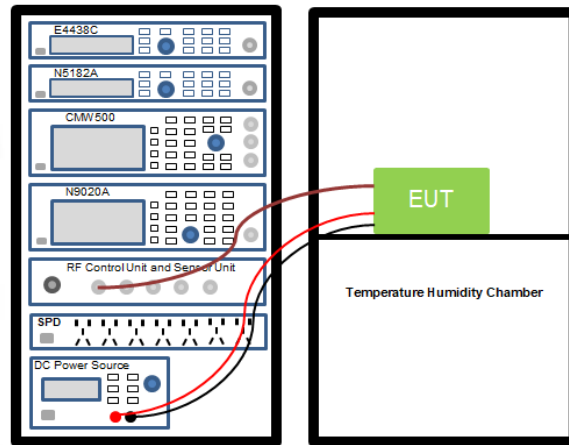 E4438C
N5182A
CMW500
N9020A
EUT
RF Control Unit and Sensor Unit
Temperature Humidity Chamber
SPD
DC Power Source